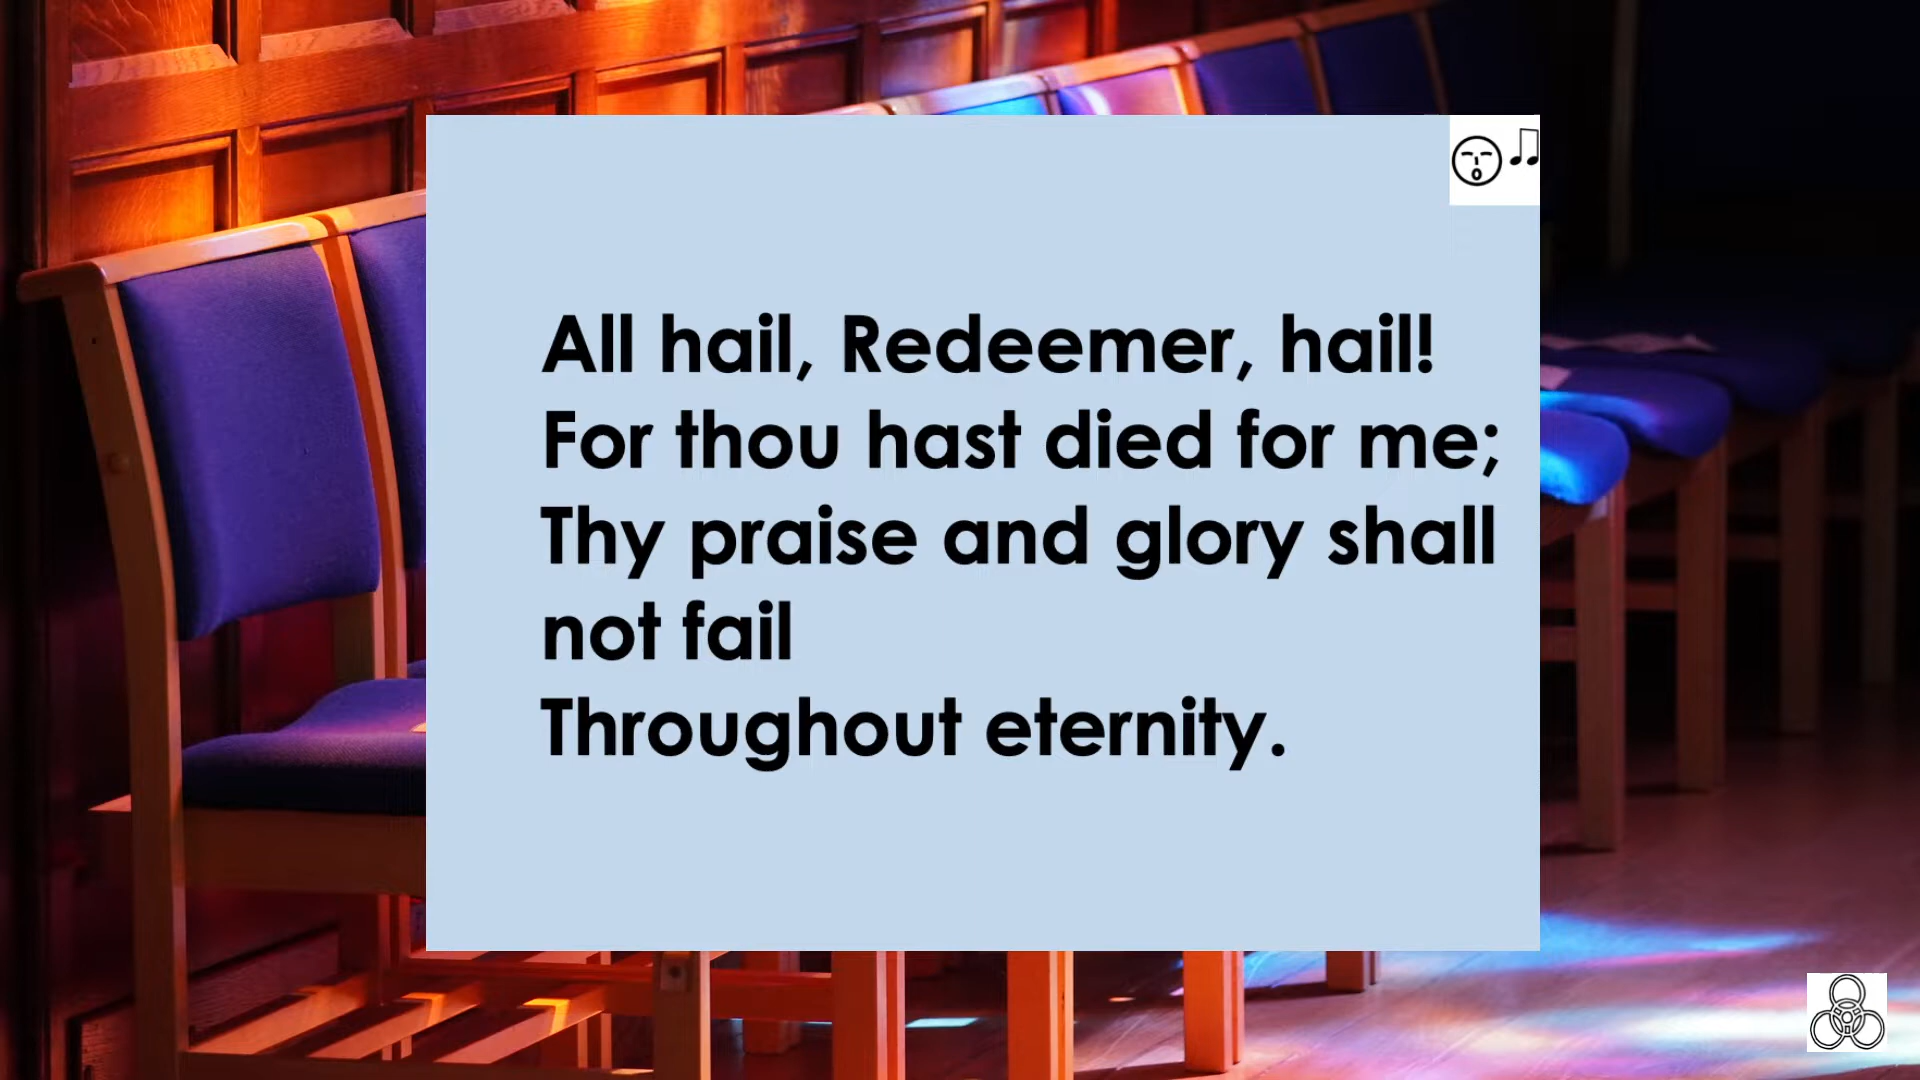 All hail, Redeemer, hail!
For thou hast died for me;
Thy praise and glory shall
not fail
Throughout eternity.